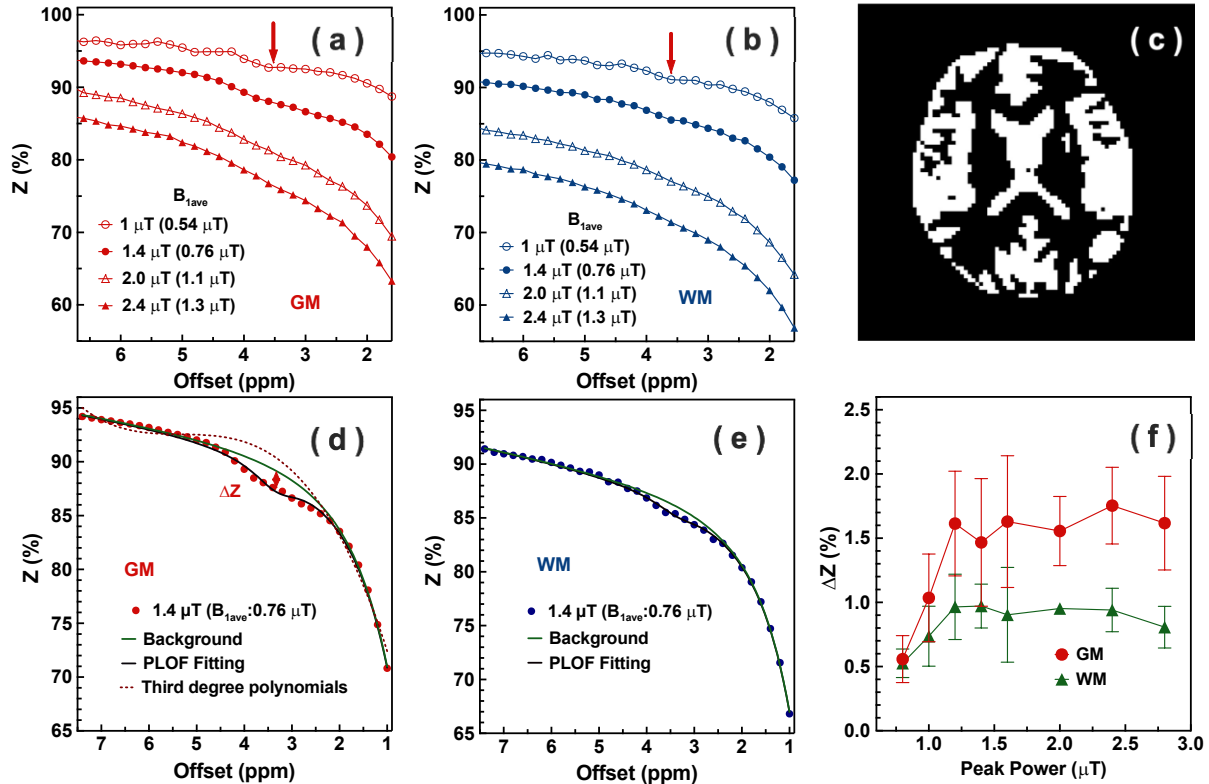 ( a )
Z (%)
90
80
70
60
B1ave
1 μT (0.54 μT)
1.4 μT (0.76 μT)
2.0 μT (1.1 μT)
2.4 μT (1.3 μT)
GM
6 5 4 3 2
Offset (ppm)
( b )
Z (%)
100
90
80
70
60
B1ave
1 μT (0.54 μT)
1.4 μT (0.76 μT)
2.0 μT (1.1 μT)
2.4 μT (1.3 μT)
WM
6 5 4 3 2
Offset (ppm)
( c )
( d )
Z (%)
95
90
85
80
75
70
65
ΔZ
GM
1.4 μT (B1ave:0.76 μT)
Background
PLOF Fitting
Third degree polynomials
7 6 5 4 3 2 1
Offset (ppm)
( e )
Z (%)
95
90
85
80
75
70
65
WM
1.4 μT (B1ave:0.76 μT)
Background
PLOF Fitting
7 6 5 4 3 2 1
Offset (ppm)
( f )
ΔZ (%)
2.5
2.0
1.5
1.0
0.5
0.0
GM
WM
1.0 1.5 2.0 2.5 3.0
Peak Power (μT)